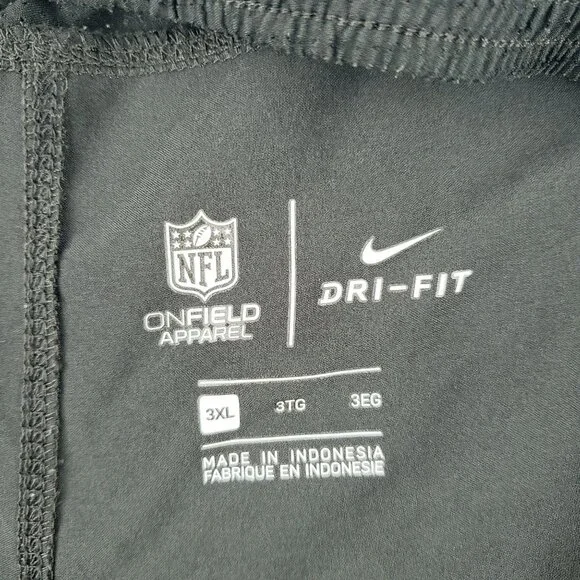 NFL
ONFIELD
APPAREL
DRI-FIT
3XL 3TG 3EG
MADE IN INDONESIA
FABRIQUE EN INDONESIE